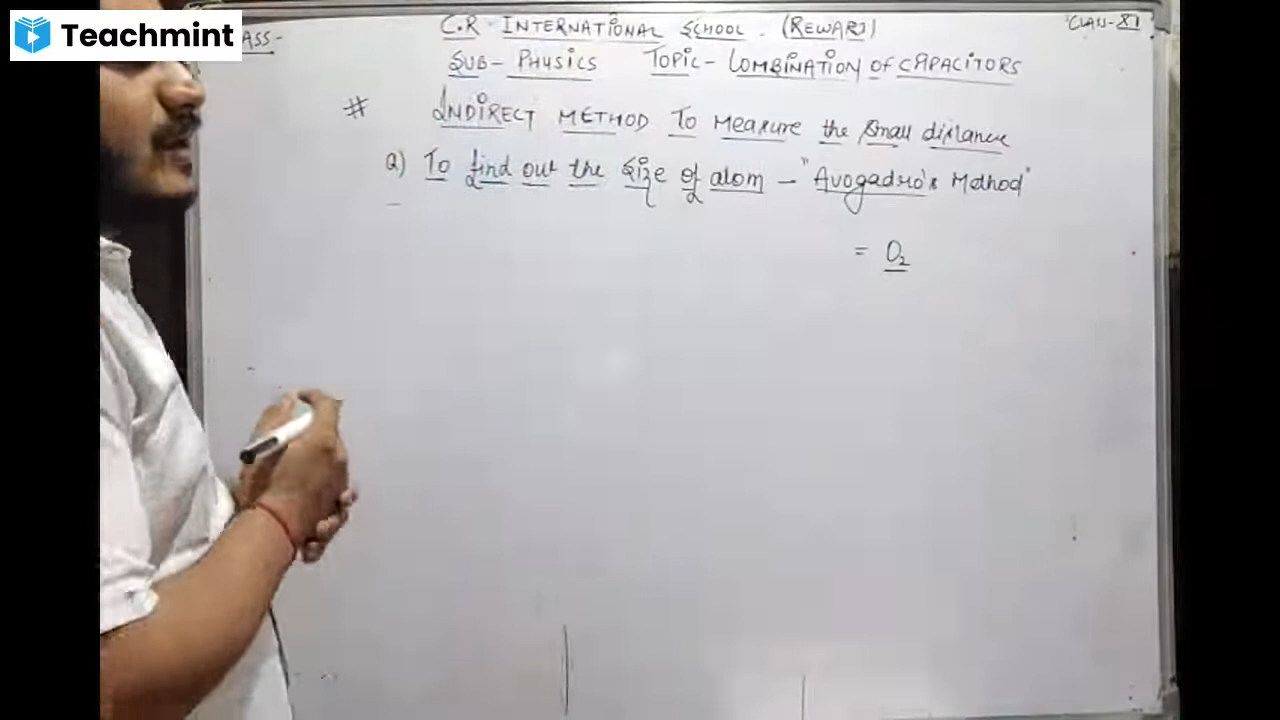 Teachmint
ASS-
C.R. INTERNATIONAL SCHOOL. (REWARI)
CLASS-XI
SUB- PHYSICS TOPIC- COMBINATION OF CAPACITORS
# INDIRECT METHOD To Measure the small distance
a) To find out the size of atom - "Avogadro's Method"
= O2